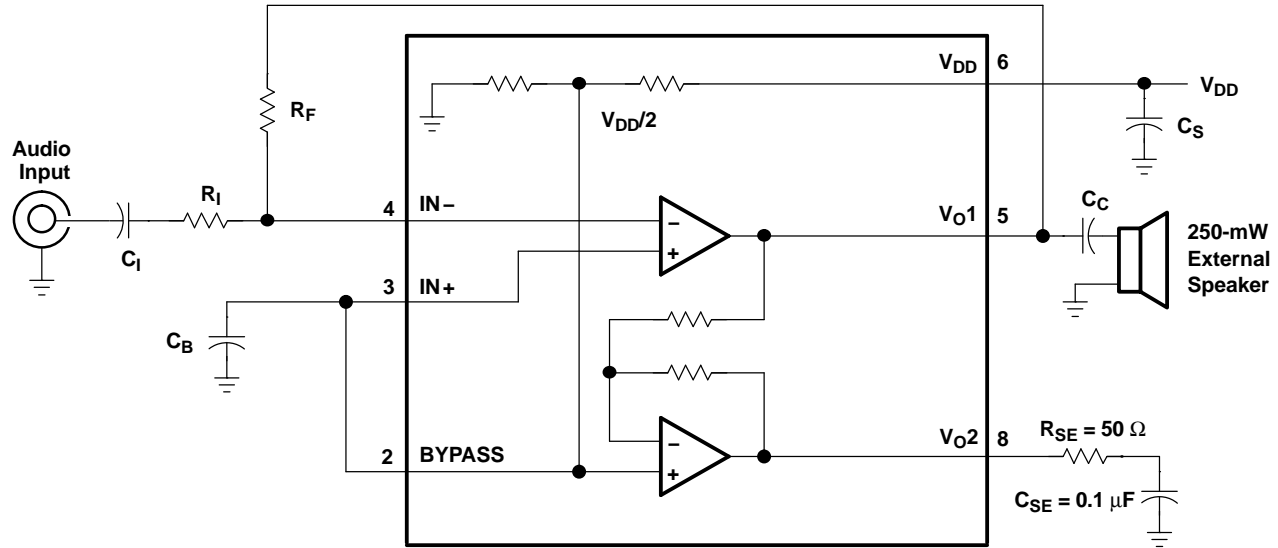 V_DD 6
V_DD
R_F
V_DD/2
C_S
Audio
Input
R_I
4 IN−
V_O1 5
C_C
−
+
250-mW
External
Speaker
C_I
3 IN+
C_B
−
+
2 BYPASS
V_O2 8
R_SE = 50 Ω
C_SE = 0.1 μF